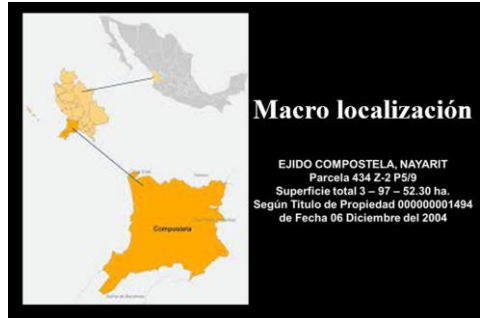 Macro localización
EJIDO COMPOSTELA, NAYARIT
Parcela 434 Z-2 P5/9
Superficie total 3 – 97 – 52.30 ha.
Según Título de Propiedad 000000001494
de Fecha 06 Diciembre del 2004
Compostela